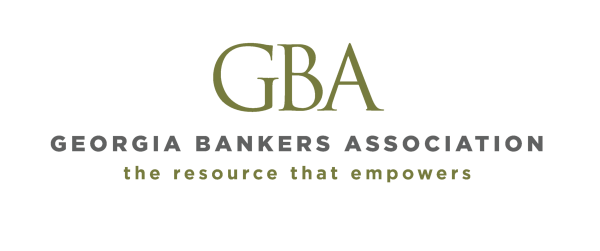 GBA
GEORGIA BANKERS ASSOCIATION
the resource that empowers